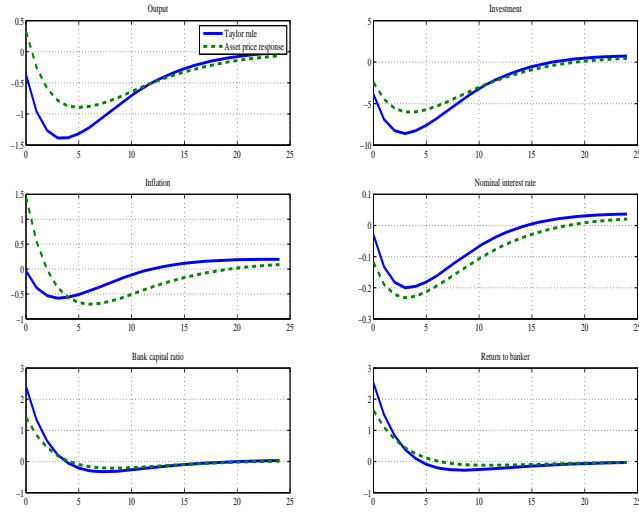 Output
0.5
0
−0.5
−1
−1.5
0 5 10 15 20 25
Taylor rule
Asset price response
Investment
5
0
−5
−10
0 5 10 15 20 25
Inflation
1.5
1
0.5
0
−0.5
−1
0 5 10 15 20 25
Nominal interest rate
0.1
0
−0.1
−0.2
−0.3
0 5 10 15 20 25
Bank capital ratio
3
2
1
0
−1
0 5 10 15 20 25
Return to banker
3
2
1
0
−1
0 5 10 15 20 25